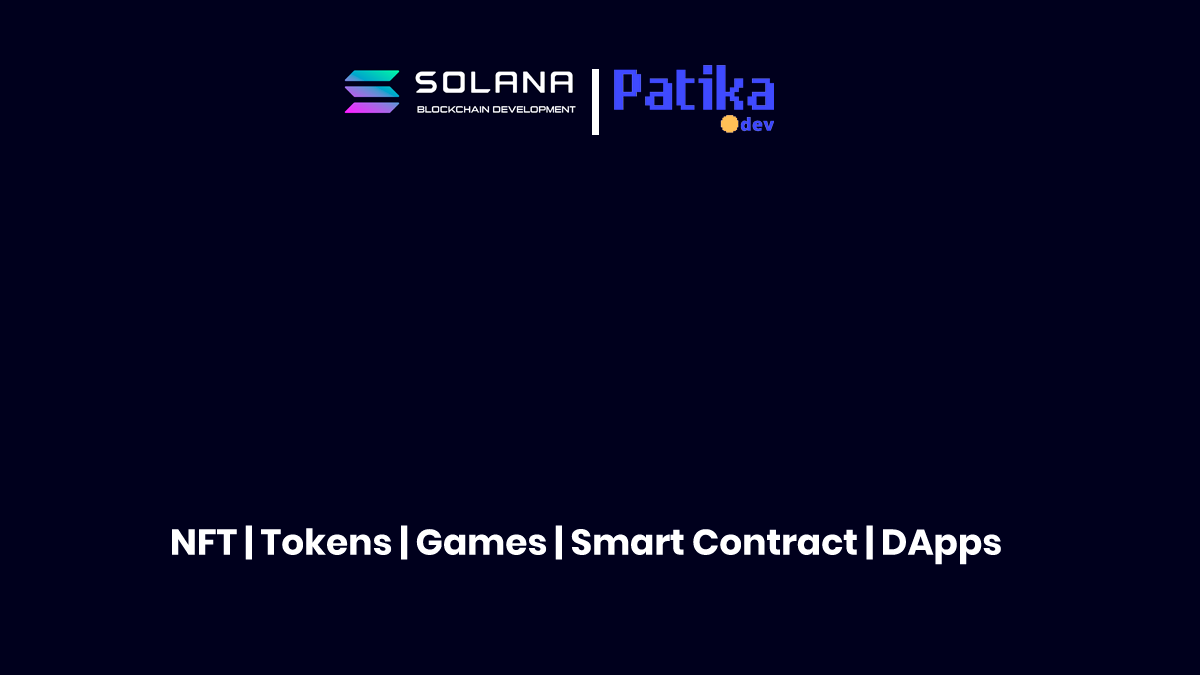 SOLANA
BLOCKCHAIN DEVELOPMENT
Patika
dev
NFT | Tokens | Games | Smart Contract | DApps